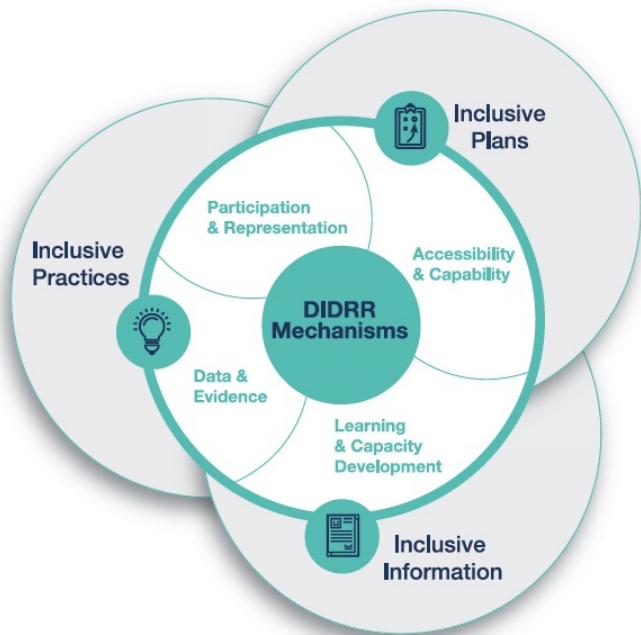 Inclusive
Plans
Participation
& Representation
Accessibility
& Capability
Inclusive
Practices
DIDRR
Mechanisms
Data &
Evidence
Learning
& Capacity
Development
Inclusive
Information